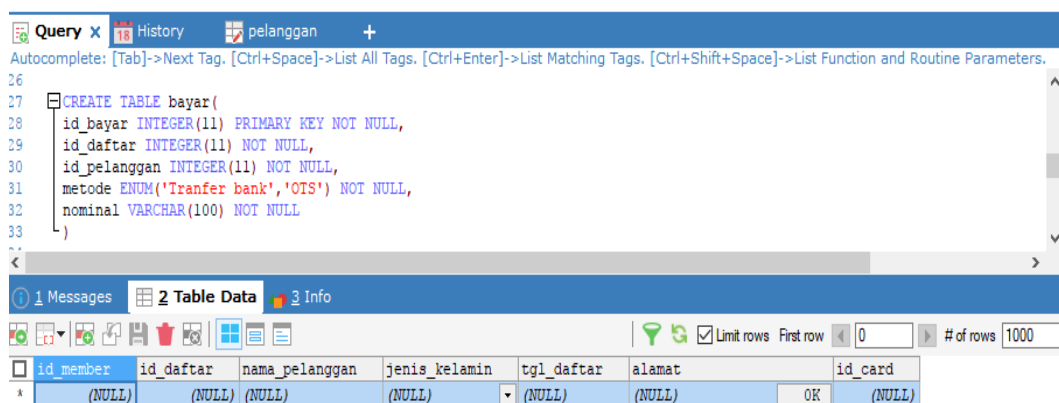 Query X 18 History pelanggan +
Autocomplete: [Tab]->Next Tag. [Ctrl+Space]->List All Tags. [Ctrl+Enter]->List Matching Tags. [Ctrl+Shift+Space]->List Function and Routine Parameters.
26
27 CREATE TABLE bayar(
28 id_bayar INTEGER(11) PRIMARY KEY NOT NULL,
29 id_daftar INTEGER(11) NOT NULL,
30 id_pelanggan INTEGER(11) NOT NULL,
31 metode ENUM('Tranfer bank','OTS') NOT NULL,
32 nominal VARCHAR(100) NOT NULL
33 )
1 Messages 2 Table Data 3 Info
Limit rows First row 0 # of rows 1000
id_member id_daftar nama_pelanggan jenis_kelamin tgl_daftar alamat id_card
* (NULL) (NULL) (NULL) (NULL) (NULL) (NULL) OK (NULL)